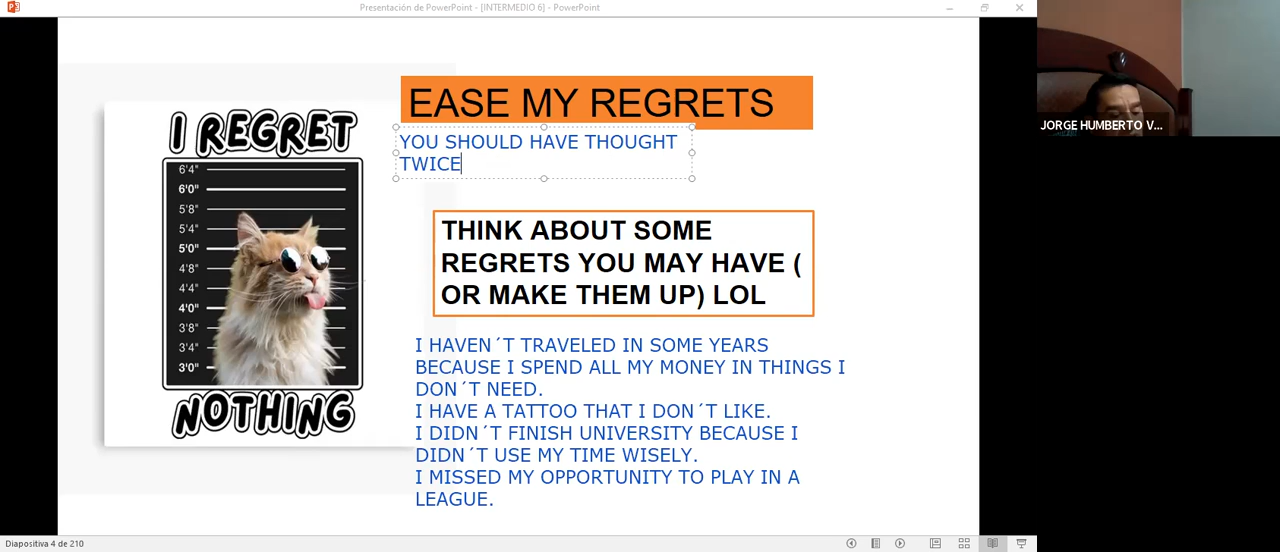 Presentación de PowerPoint - [INTERMEDIO 6] - PowerPoint
I REGRET
6'4"
6'0"
5'8"
5'4"
5'0"
4'8"
4'4"
4'0"
3'8"
3'4"
3'0"
NOTHING
EASE MY REGRETS
YOU SHOULD HAVE THOUGHT
TWICE
THINK ABOUT SOME
REGRETS YOU MAY HAVE (
OR MAKE THEM UP) LOL
I HAVEN´T TRAVELED IN SOME YEARS
BECAUSE I SPEND ALL MY MONEY IN THINGS I
DON´T NEED.
I HAVE A TATTOO THAT I DON´T LIKE.
I DIDN´T FINISH UNIVERSITY BECAUSE I
DIDN´T USE MY TIME WISELY.
I MISSED MY OPPORTUNITY TO PLAY IN A
LEAGUE.
JORGE HUMBERTO V...
Diapositiva 4 de 210